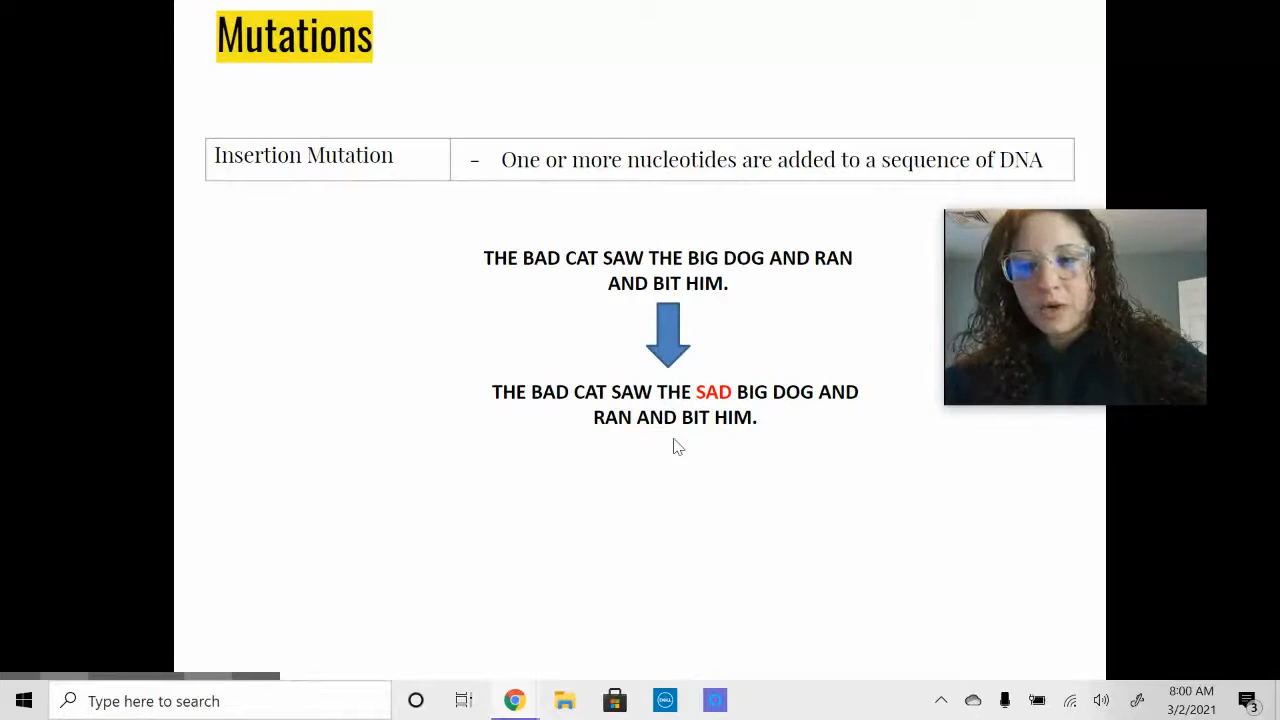 Mutations
Insertion Mutation
- One or more nucleotides are added to a sequence of DNA
THE BAD CAT SAW THE BIG DOG AND RAN
AND BIT HIM.
THE BAD CAT SAW THE SAD BIG DOG AND
RAN AND BIT HIM.
Type here to search
DELL
8:00 AM
3/2/2021
3